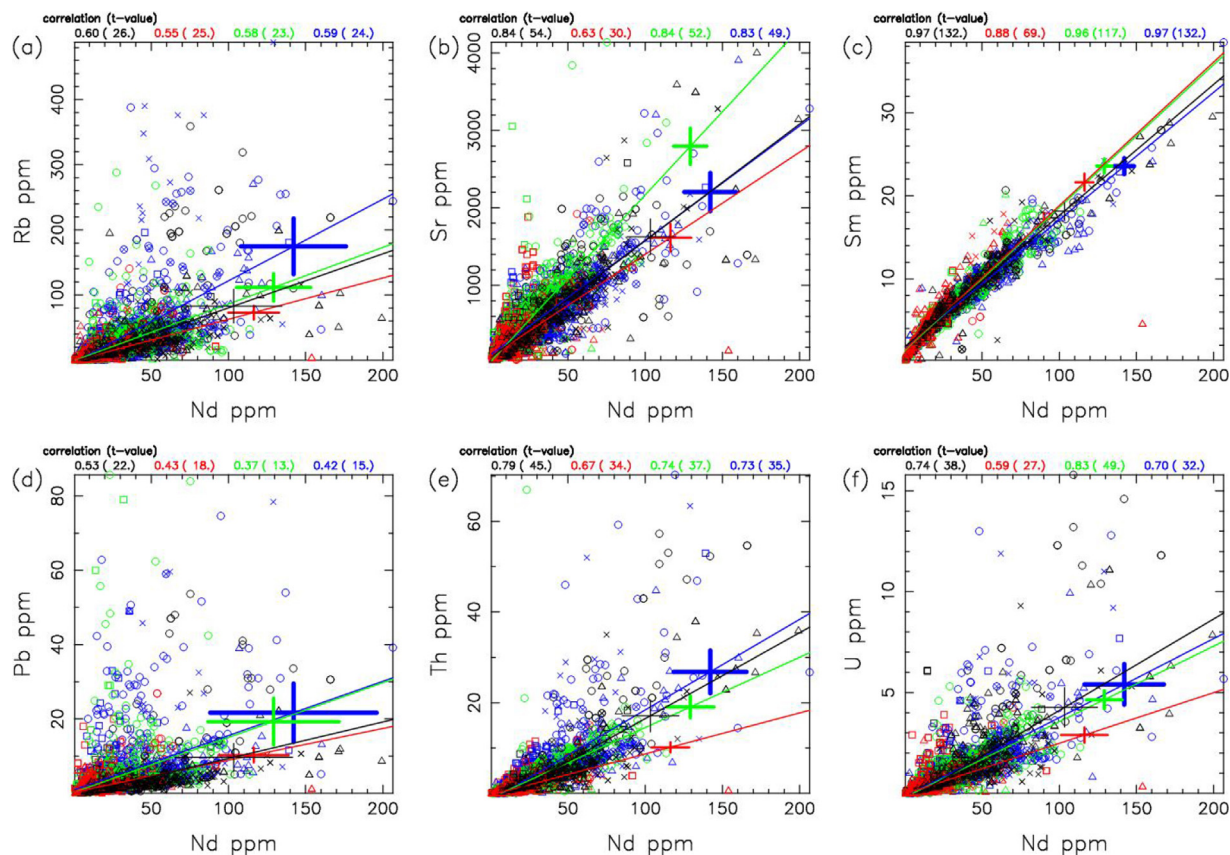 correlation (t-value)
0.60 ( 26.) 0.55 ( 25.) 0.58 ( 23.) 0.59 ( 24.)
(a)
Rb ppm
400
300
200
100
50 100 150 200
Nd ppm
correlation (t-value)
0.84 ( 54.) 0.63 ( 30.) 0.84 ( 52.) 0.83 ( 49.)
(b)
Sr ppm
4000
3000
2000
1000
50 100 150 200
Nd ppm
correlation (t-value)
0.97 (132.) 0.88 ( 69.) 0.96 (117.) 0.97 (132.)
(c)
Sm ppm
30
20
10
50 100 150 200
Nd ppm
correlation (t-value)
0.53 ( 22.) 0.43 ( 18.) 0.37 ( 13.) 0.42 ( 15.)
(d)
Pb ppm
80
60
40
20
50 100 150 200
Nd ppm
correlation (t-value)
0.79 ( 45.) 0.67 ( 34.) 0.74 ( 37.) 0.73 ( 35.)
(e)
Th ppm
60
40
20
50 100 150 200
Nd ppm
correlation (t-value)
0.74 ( 38.) 0.59 ( 27.) 0.83 ( 49.) 0.70 ( 32.)
(f)
U ppm
15
10
5
50 100 150 200
Nd ppm